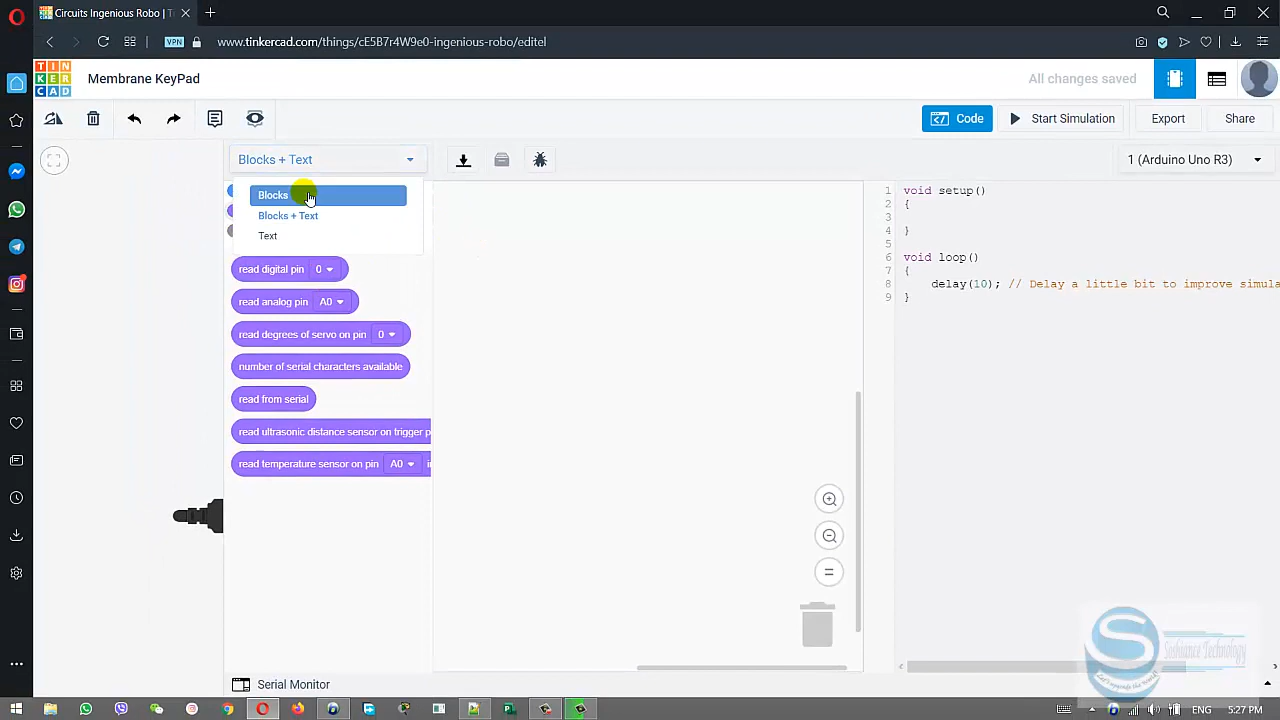 Circuits Ingenious Robo | T
www.tinkercad.com/things/cE5B7r4W9e0-ingenious-robo/editel
VPN
TIN
KER
CAD
Membrane KeyPad
All changes saved
Code
Start Simulation
Export
Share
Blocks + Text
1 (Arduino Uno R3)
Blocks
Blocks + Text
Text
read digital pin 0
read analog pin A0
read degrees of servo on pin 0
number of serial characters available
read from serial
read ultrasonic distance sensor on trigger p
read temperature sensor on pin A0 i
1 void setup()
2 {
3
4 }
5
6 void loop()
7 {
8 delay(10); // Delay a little bit to improve simula
9 }
Serial Monitor
S
Soshiance Technology
ENG
5:27 PM